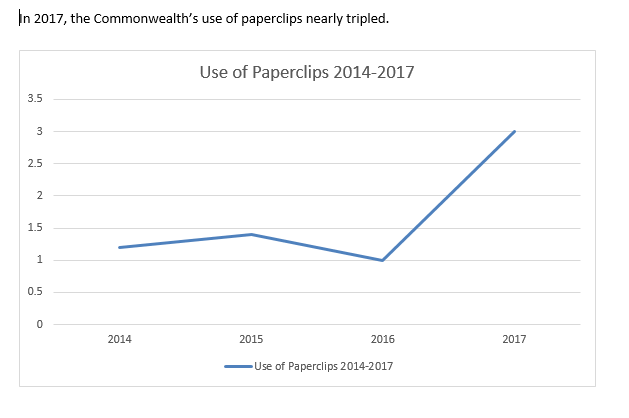 In 2017, the Commonwealth's use of paperclips nearly tripled.
Use of Paperclips 2014-2017
3.5
3
2.5
2
1.5
1
0.5
0
2014 2015 2016 2017
Use of Paperclips 2014-2017